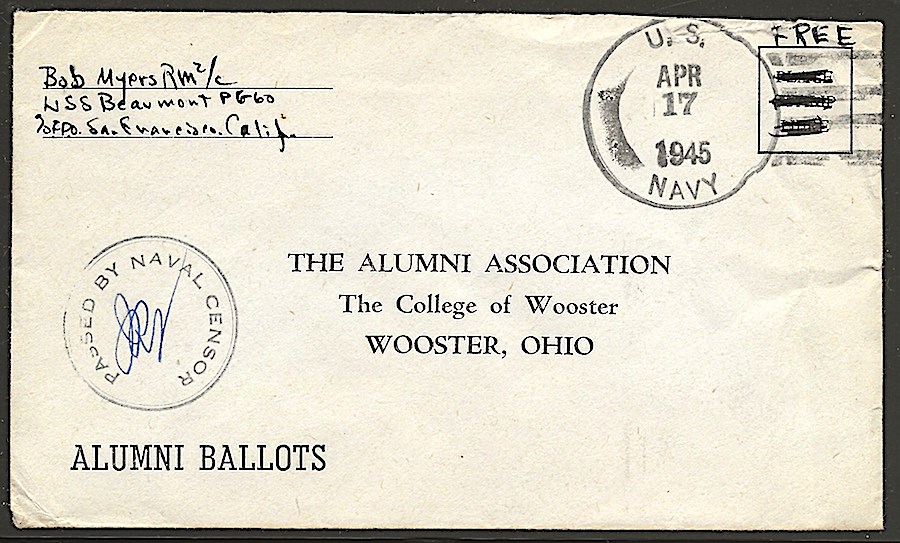 Bob Myers RM2/c
USS Beaumont PG60
℅ F.P.O. San Francisco, Calif.
U. S.
APR
17
1945
NAVY
FREE
PASSED BY NAVAL CENSOR
THE ALUMNI ASSOCIATION
The College of Wooster
WOOSTER, OHIO
ALUMNI BALLOTS